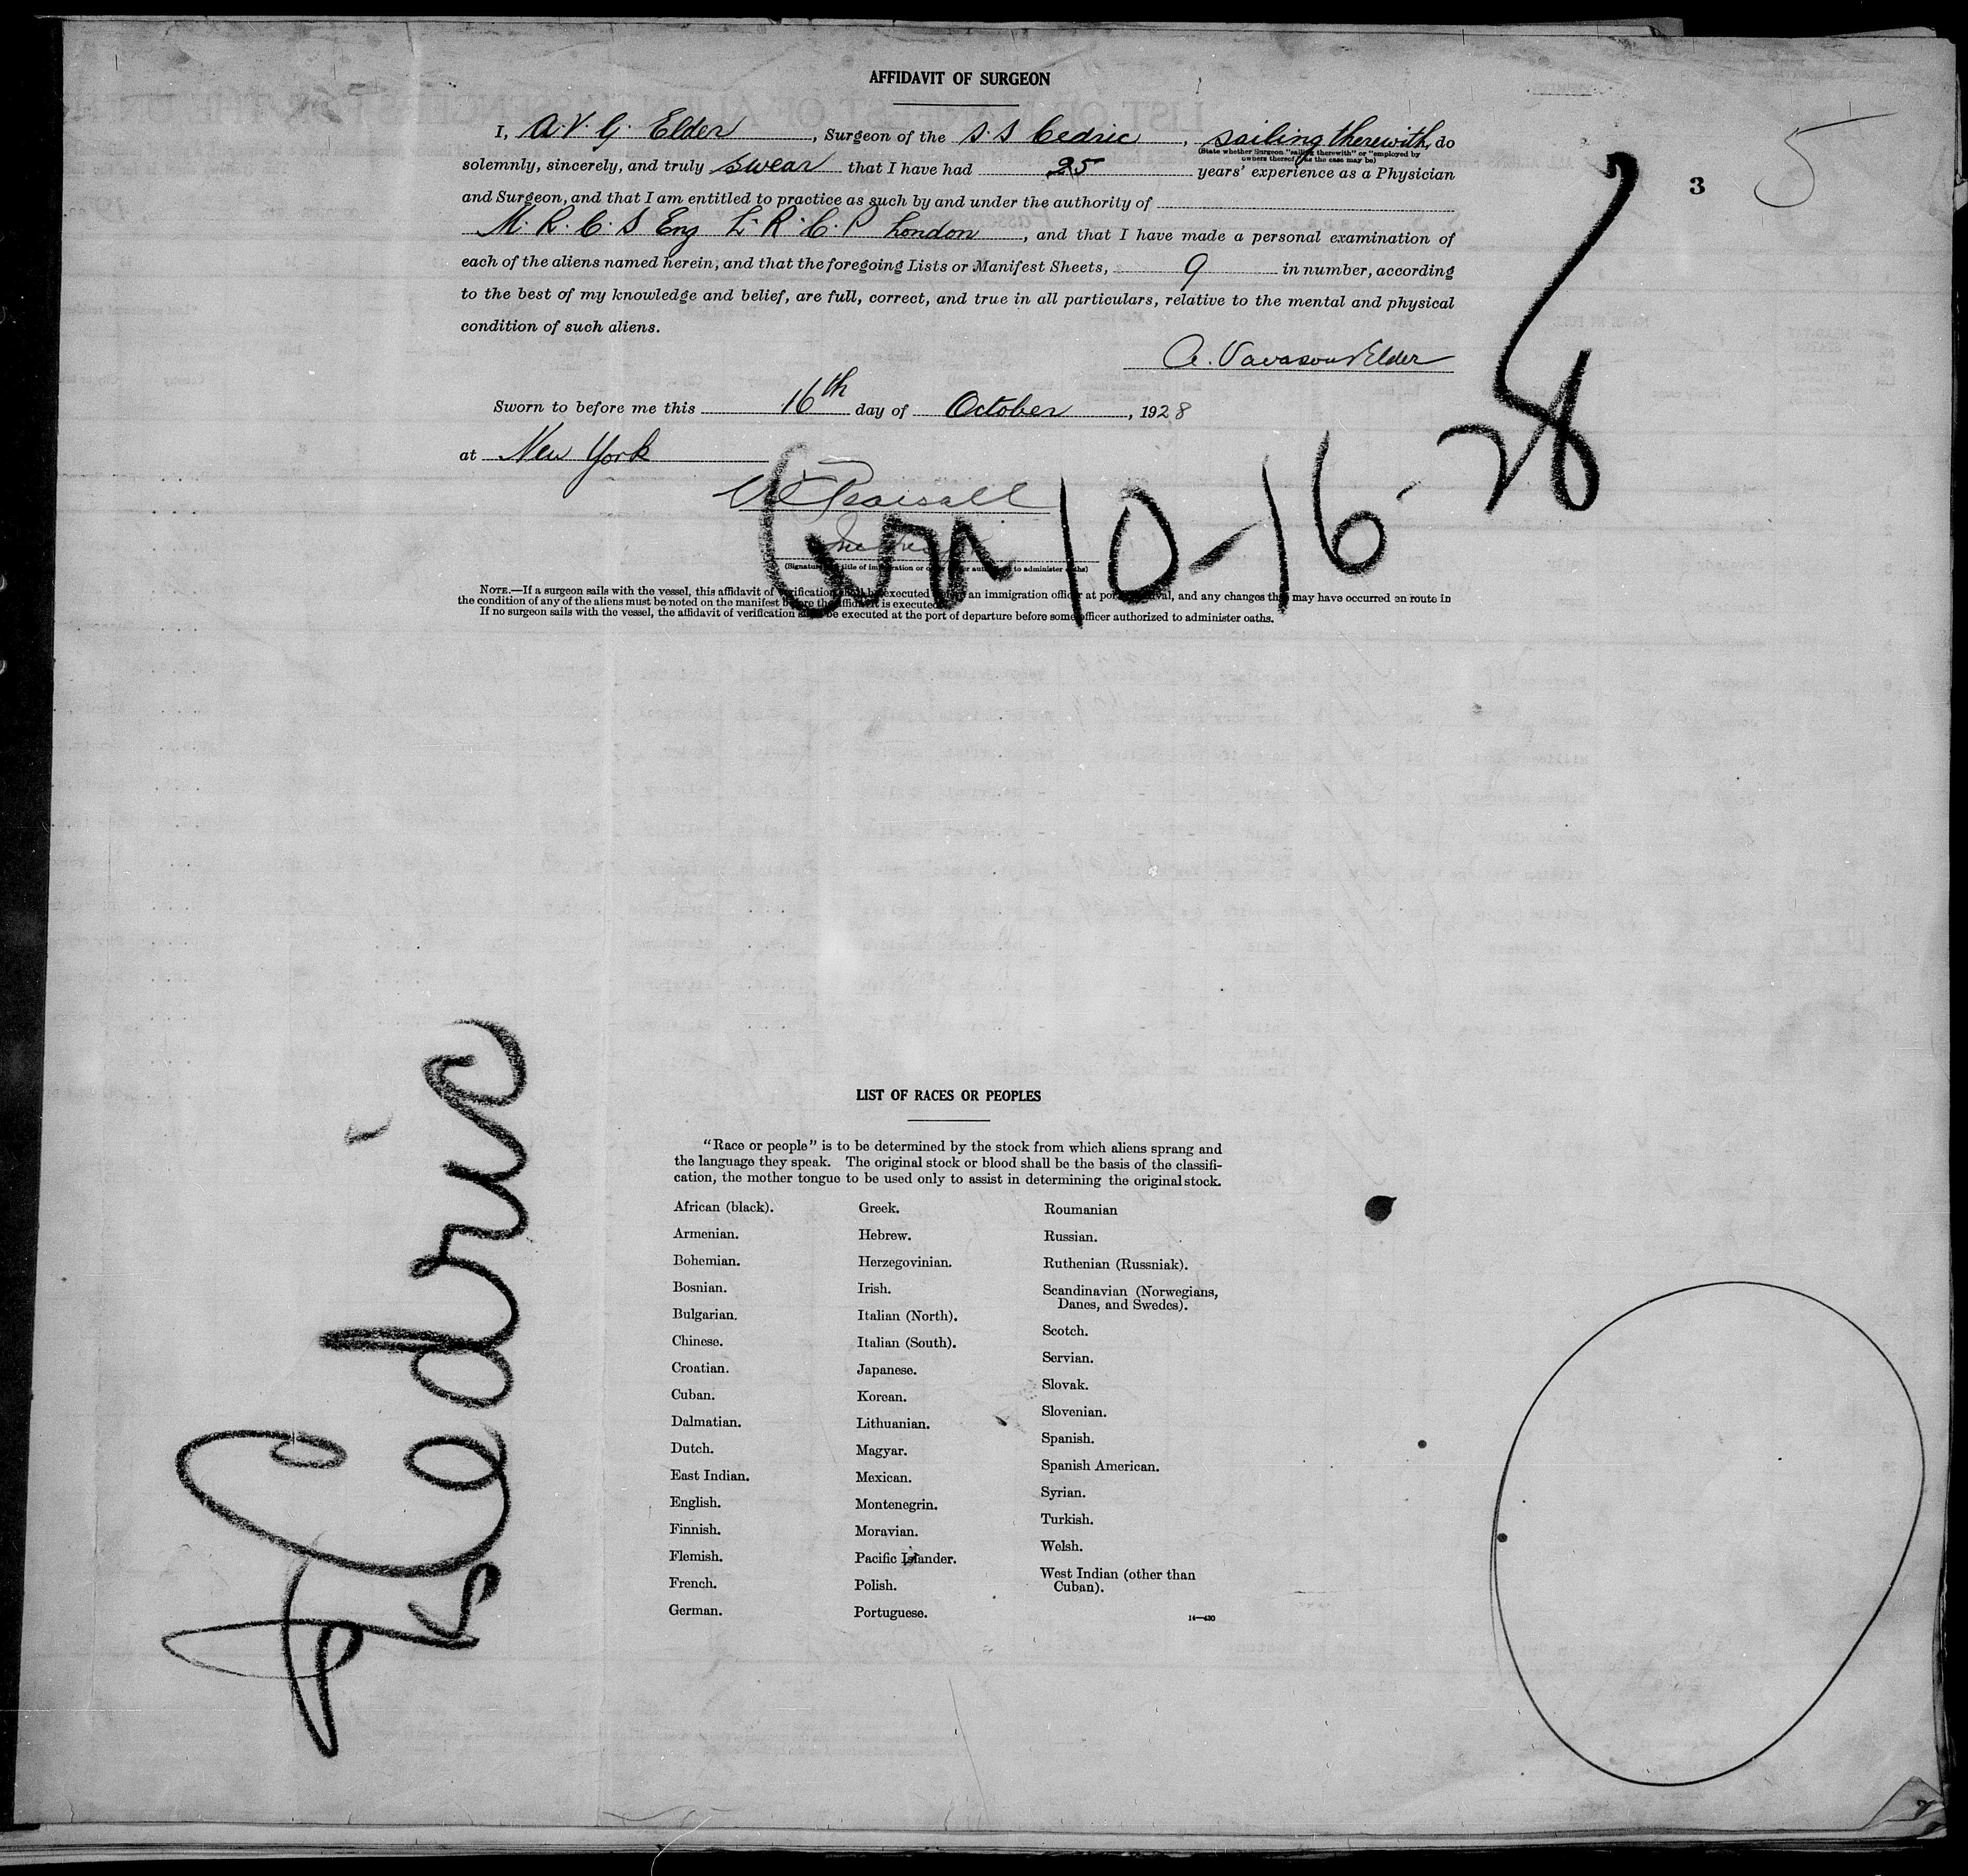 AFFIDAVIT OF SURGEON
I, A. V. G. Elder, Surgeon of the S. S Cedric, sailing therewith, do
(State whether Surgeon "sailing therewith" or "employed by
owners thereof," as the case may be)
solemnly, sincerely, and truly swear that I have had 25 years' experience as a Physician
and Surgeon, and that I am entitled to practice as such by and under the authority of
M. R. C. S Eng L. R. C. P London, and that I have made a personal examination of
each of the aliens named herein, and that the foregoing Lists or Manifest Sheets, 9 in number, according
to the best of my knowledge and belief, are full, correct, and true in all particulars, relative to the mental and physical
condition of such aliens.
A. Vavasour Elder
Sworn to before me this 16th day of October, 1928
at New York
Pearsall
10-16-28
3
5
(Signature and title of immigration or other officer authorized to administer oaths)
NOTE.—If a surgeon sails with the vessel, this affidavit of verification shall be executed before an immigration officer at port of arrival, and any changes that may have occurred en route in
the condition of any of the aliens must be noted on the manifest before the affidavit is executed.
If no surgeon sails with the vessel, the affidavit of verification shall be executed at the port of departure before some officer authorized to administer oaths.
Cedric
LIST OF RACES OR PEOPLES
"Race or people" is to be determined by the stock from which aliens sprang and
the language they speak. The original stock or blood shall be the basis of the classifi-
cation, the mother tongue to be used only to assist in determining the original stock.
African (black).
Armenian.
Bohemian.
Bosnian.
Bulgarian.
Chinese.
Croatian.
Cuban.
Dalmatian.
Dutch.
East Indian.
English.
Finnish.
Flemish.
French.
German.
Greek.
Hebrew.
Herzegovinian.
Irish.
Italian (North).
Italian (South).
Japanese.
Korean.
Lithuanian.
Magyar.
Mexican.
Montenegrin.
Moravian.
Pacific Islander.
Polish.
Portuguese.
Roumanian
Russian.
Ruthenian (Russniak).
Scandinavian (Norwegians,
Danes, and Swedes).
Scotch.
Servian.
Slovak.
Slovenian.
Spanish.
Spanish American.
Syrian.
Turkish.
Welsh.
West Indian (other than
Cuban).
14—430